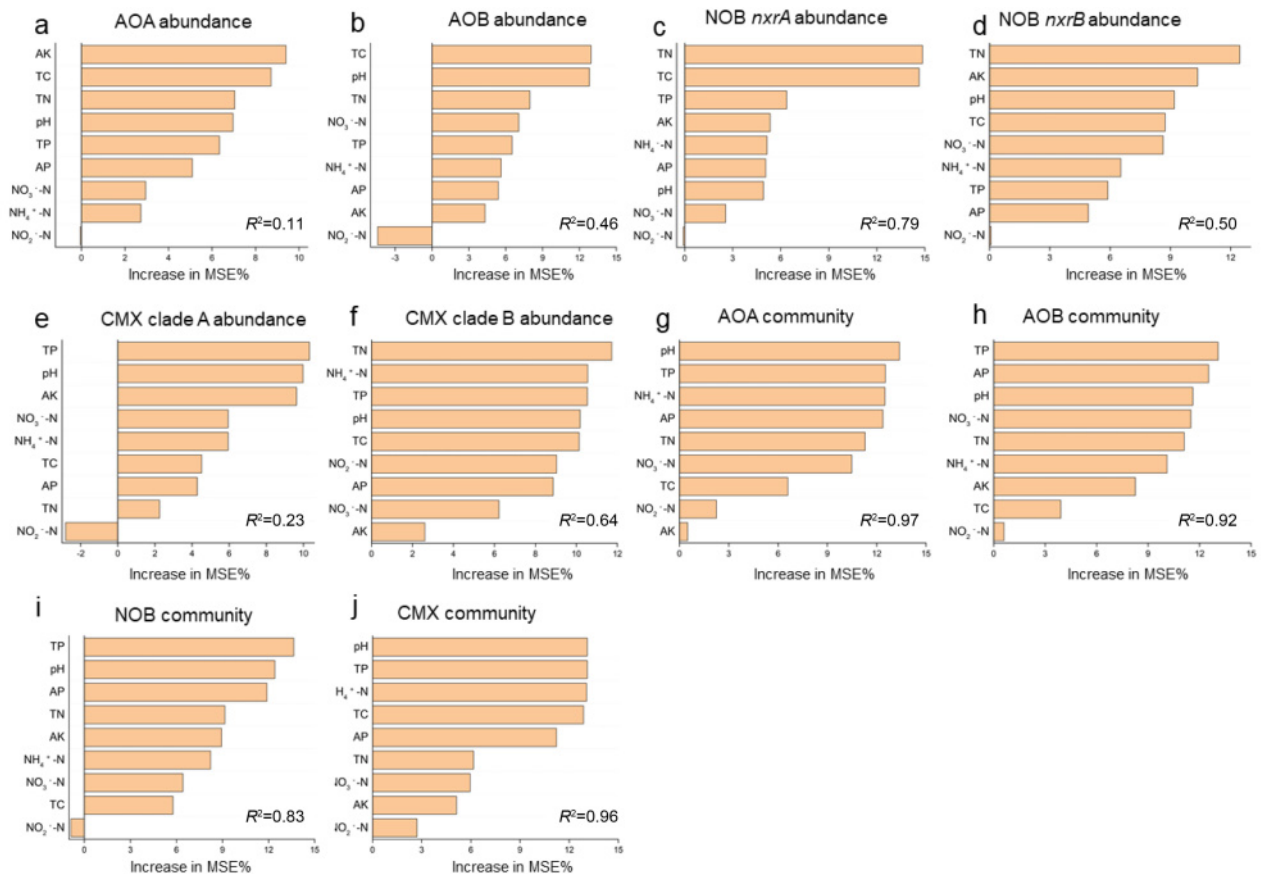 a AOA abundance
AK
TC
TN
pH
TP
AP
NO₃⁻-N
NH₄⁺-N
NO₂⁻-N
R²=0.11
0 2 4 6 8 10
Increase in MSE%
b AOB abundance
TC
pH
TN
NO₃⁻-N
TP
NH₄⁺-N
AP
AK
NO₂⁻-N
R²=0.46
-3 0 3 6 9 12 15
Increase in MSE%
c NOB nxrA abundance
TN
TC
TP
AK
NH₄⁻-N
AP
pH
NO₃⁻-N
NO₂⁻-N
R²=0.79
0 3 6 9 12 15
Increase in MSE%
d NOB nxrB abundance
TN
AK
pH
TC
NO₃⁻-N
NH₄⁺-N
TP
AP
NO₂⁻-N
R²=0.50
0 3 6 9 12
Increase in MSE%
e CMX clade A abundance
TP
pH
AK
NO₃⁻-N
NH₄⁺-N
TC
AP
TN
NO₂⁻-N
R²=0.23
-2 0 2 4 6 8 10
Increase in MSE%
f CMX clade B abundance
TN
NH₄⁺-N
TP
pH
TC
NO₂⁻-N
AP
NO₃⁻-N
AK
R²=0.64
0 2 4 6 8 10 12
Increase in MSE%
g AOA community
pH
TP
NH₄⁺-N
AP
TN
NO₃⁻-N
TC
NO₂⁻-N
AK
R²=0.97
0 3 6 9 12 15
Increase in MSE%
h AOB community
TP
AP
pH
NO₃⁻-N
TN
NH₄⁺-N
AK
TC
NO₂⁻-N
R²=0.92
0 3 6 9 12 15
Increase in MSE%
i NOB community
TP
pH
AP
TN
AK
NH₄⁺-N
NO₃⁻-N
TC
NO₂⁻-N
R²=0.83
0 3 6 9 12 15
Increase in MSE%
j CMX community
pH
TP
H₄⁺-N
TC
AP
TN
NO₃⁻-N
AK
NO₂⁻-N
R²=0.96
0 3 6 9 12 15
Increase in MSE%